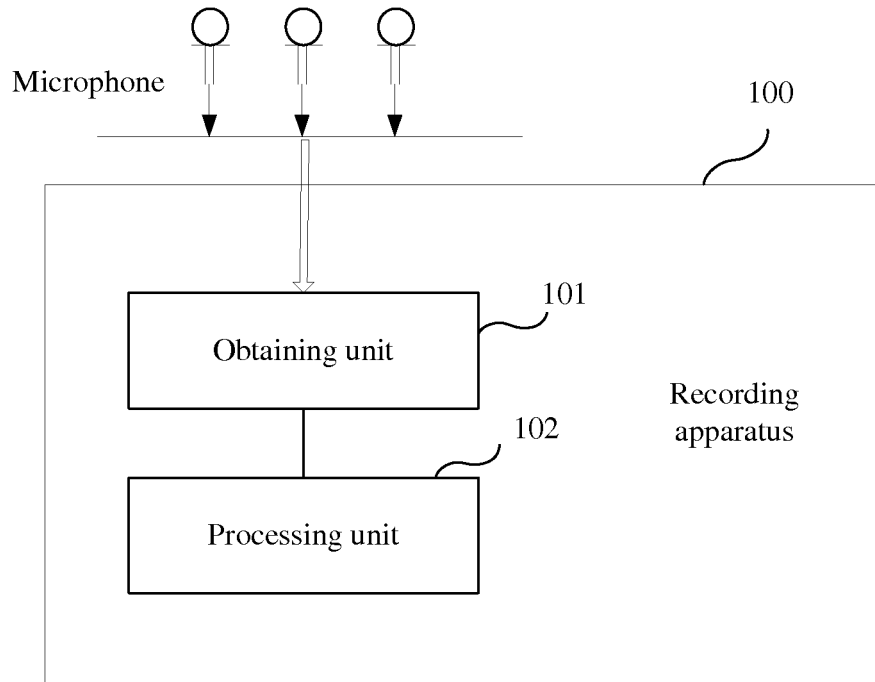 Microphone
100
101
Obtaining unit
Recording
apparatus
102
Processing unit